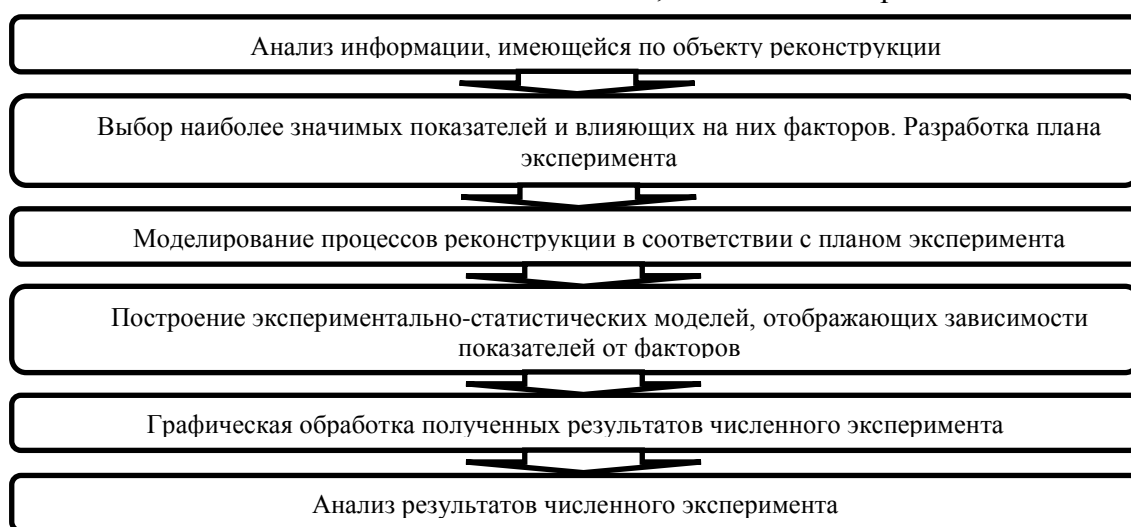 Анализ информации, имеющейся по объекту реконструкции
Выбор наиболее значимых показателей и влияющих на них факторов. Разработка плана
эксперимента
Моделирование процессов реконструкции в соответствии с планом эксперимента
Построение экспериментально-статистических моделей, отображающих зависимости
показателей от факторов
Графическая обработка полученных результатов численного эксперимента
Анализ результатов численного эксперимента